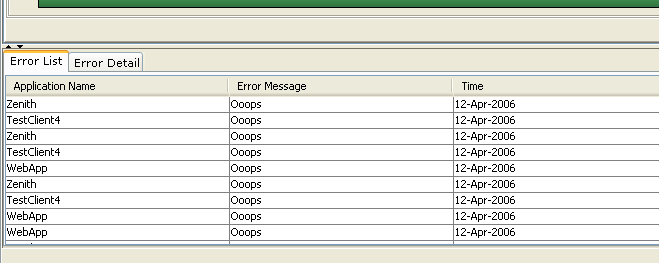 Error List Error Detail
Application Name Error Message Time
Zenith Ooops 12-Apr-2006
TestClient4 Ooops 12-Apr-2006
Zenith Ooops 12-Apr-2006
TestClient4 Ooops 12-Apr-2006
WebApp Ooops 12-Apr-2006
Zenith Ooops 12-Apr-2006
TestClient4 Ooops 12-Apr-2006
WebApp Ooops 12-Apr-2006
WebApp Ooops 12-Apr-2006